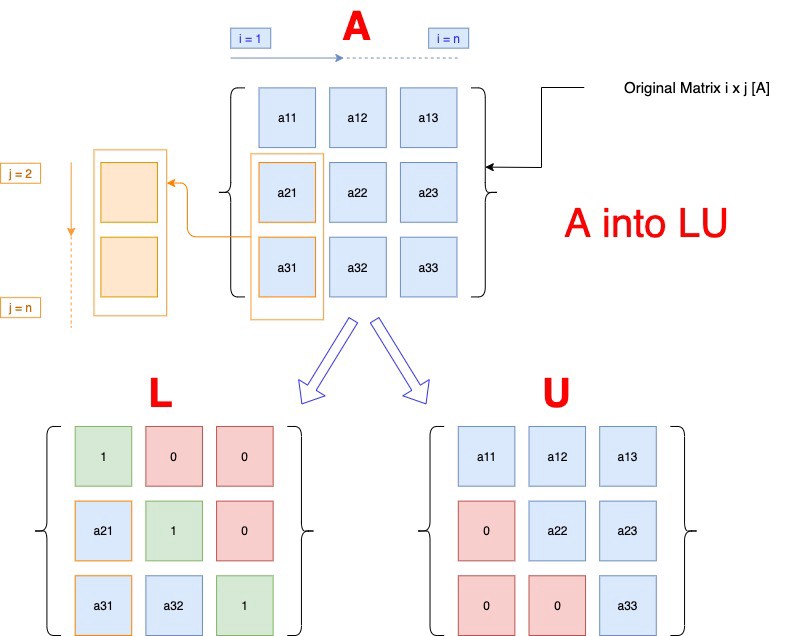 A
i = 1
i = n
Original Matrix i x j [A]
a11 a12 a13
j = 2
a21 a22 a23
A into LU
a31 a32 a33
j = n
L
U
1 0 0
a11 a12 a13
a21 1 0
0 a22 a23
a31 a32 1
0 0 a33